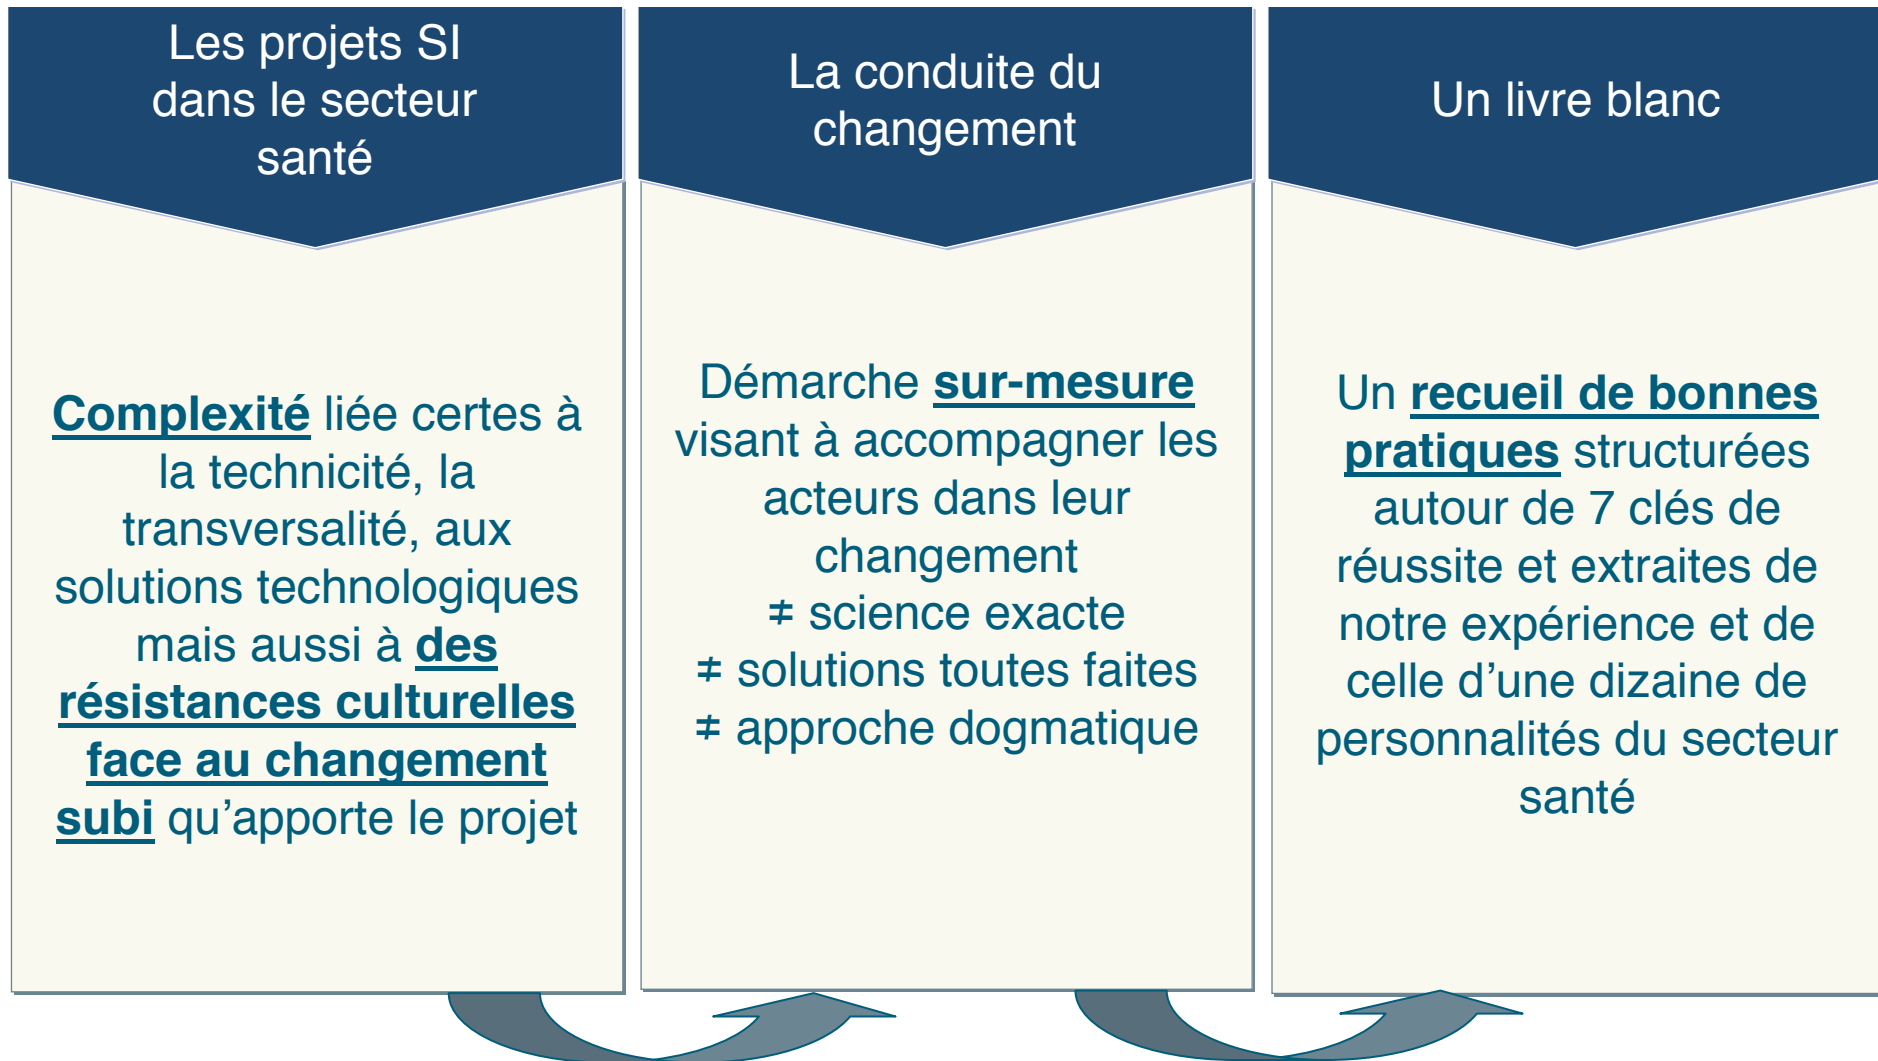 Les projets SI
dans le secteur
santé
Complexité liée certes à
la technicité, la
transversalité, aux
solutions technologiques
mais aussi à des
résistances culturelles
face au changement
subi qu’apporte le projet
La conduite du
changement
Démarche sur-mesure
visant à accompagner les
acteurs dans leur
changement
≠ science exacte
≠ solutions toutes faites
≠ approche dogmatique
Un livre blanc
Un recueil de bonnes
pratiques structurées
autour de 7 clés de
réussite et extraites de
notre expérience et de
celle d’une dizaine de
personnalités du secteur
santé